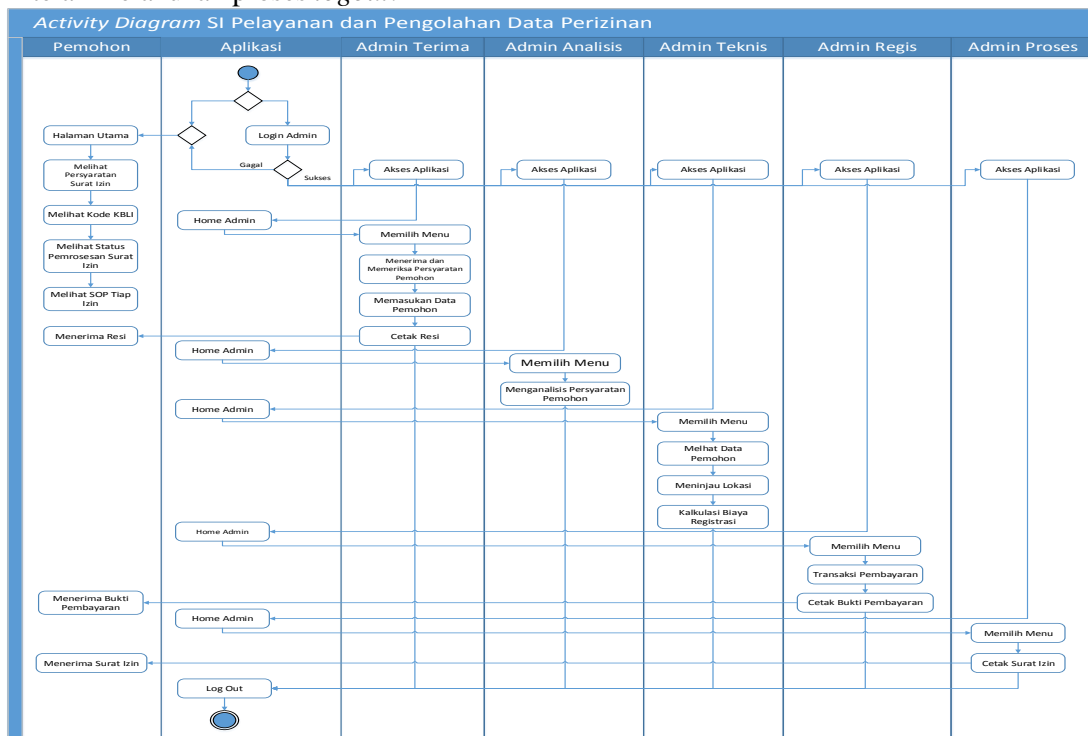 Activity Diagram SI Pelayanan dan Pengolahan Data Perizinan
Pemohon
Aplikasi
Admin Terima
Admin Analisis
Admin Teknis
Admin Regis
Admin Proses
Halaman Utama
Login Admin
Gagal
Sukses
Melihat
Persyaratan
Surat Izin
Akses Aplikasi
Akses Aplikasi
Akses Aplikasi
Akses Aplikasi
Akses Aplikasi
Melihat Kode KBLI
Home Admin
Memilih Menu
Melihat Status
Pemrosesan Surat
Izin
Menerima dan
Memeriksa Persyaratan
Pemohon
Melihat SOP Tiap
Izin
Memasukan Data
Pemohon
Menerima Resi
Cetak Resi
Home Admin
Memilih Menu
Menganalisis Persyaratan
Pemohon
Home Admin
Memilih Menu
Melhat Data
Pemohon
Meninjau Lokasi
Kalkulasi Biaya
Registrasi
Home Admin
Memilih Menu
Transaksi Pembayaran
Menerima Bukti
Pembayaran
Cetak Bukti Pembayaran
Home Admin
Memilih Menu
Menerima Surat Izin
Cetak Surat Izin
Log Out